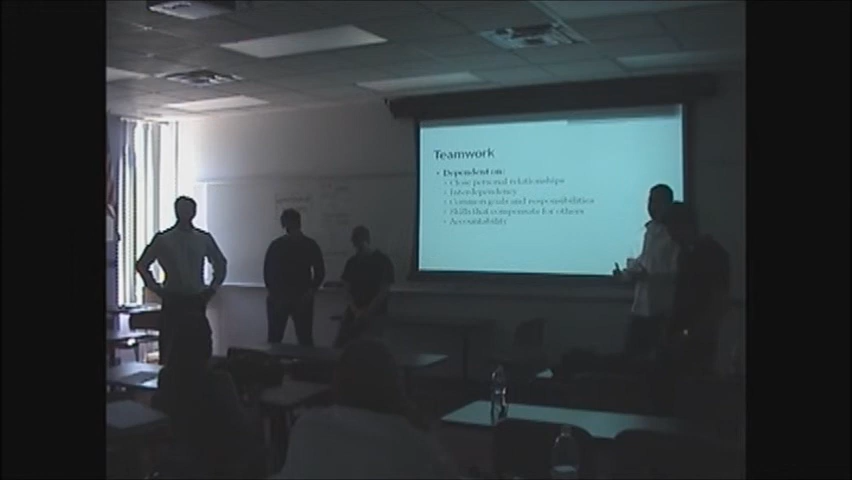 Teamwork
• Dependent on:
• Close personal relationships
• Interdependency
• Common goals and responsibilities
• Skills that compensate for others
• Accountability